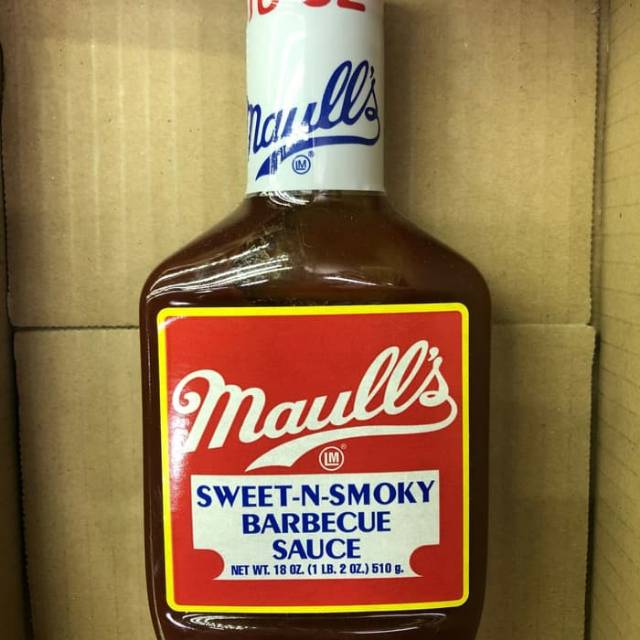 Maull's
LM
Maull's
LM
SWEET-N-SMOKY
BARBECUE
SAUCE
NET WT. 18 OZ. (1 LB. 2 OZ.) 510 g.